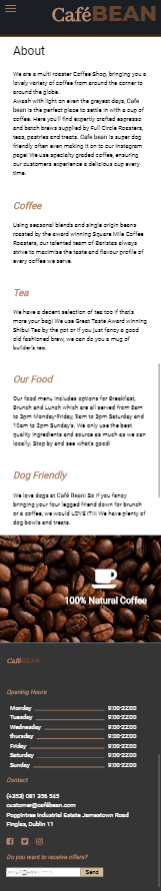 CaféBEAN
About
We are a multi roaster Coffee Shop, bringing you a
lovely variety of coffee from around the corner to
around the globe.
Awash with light on even the greyest days, Café
Bean is the perfect place to settle in with a cup of
coffee. Here you'll find expertly crafted espresso
and batch brews supplied by Full Circle Roasters,
teas, pastries and treats. Café to our Bean is super dog
friendly often even making it on to our Instagram
page! We use specialty graded coffee, ensuring
our customers experience a delicious cup every
time.
Coffee
Using seasonal blends and single origin beans
roasted by the award winning Square Mile Coffee
Roasters, our talented team of Baristas always
strive to maximise the taste and flavour profile of
every coffee we serve.
Tea
We have a decent selection of tea too if that's
more your bag! We use Great Taste Award winning
Shibui Tea by the pot or if you just fancy a good
old fashioned brew, we can do you a mug of
builder's tea.
Our Food
Our food menu includes options for Breakfast,
Brunch and Lunch which are all served from 8am
to 3pm Monday-Friday, 9am to 3pm Saturday and
10am to 3pm Sunday's. We only use the best
quality ingredients and source as much as we can
locally. Stop by and see what's good!
Dog Friendly
We love dogs at Café Bean! So if you fancy
bringing your four legged friend down for brunch
or a coffee, we would LOVE IT!!! We have plenty of
dog bowls and treats.
100% Natural Coffee
CaféBEAN
Opening Hours
Monday 9:00-22:00
Tuesday 9:00-22:00
Wednesday 9:00-22:00
thursday 9:00-22:00
Friday 9:00-22:00
Saturday 9:00-22:00
Sunday 9:00-22:00
Contact
customer@cafébean.com
Poppintree Industrial Estate Jamestown Road
Finglas, Dublin 11
Do you want to receive offers?
Send